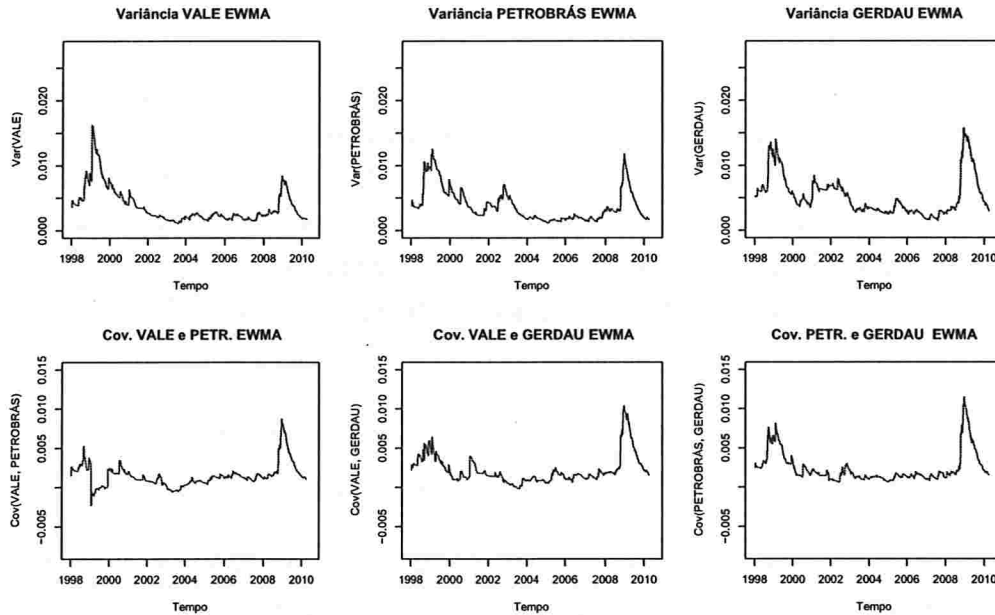 Variância VALE EWMA
Var(VALE)
0.000 0.010 0.020
1998 2000 2002 2004 2006 2008 2010
Tempo
Variância PETROBRÁS EWMA
Var(PETROBRÁS)
0.000 0.010 0.020
1998 2000 2002 2004 2006 2008 2010
Tempo
Variância GERDAU EWMA
Var(GERDAU)
0.000 0.010 0.020
1998 2000 2002 2004 2006 2008 2010
Tempo
Cov. VALE e PETR. EWMA
Cov(VALE, PETROBRÁS)
−0.005 0.005 0.010 0.015
1998 2000 2002 2004 2006 2008 2010
Tempo
Cov. VALE e GERDAU EWMA
Cov(VALE, GERDAU)
−0.005 0.005 0.010 0.015
1998 2000 2002 2004 2006 2008 2010
Tempo
Cov. PETR. e GERDAU EWMA
Cov(PETROBRÁS, GERDAU)
−0.005 0.005 0.010 0.015
1998 2000 2002 2004 2006 2008 2010
Tempo